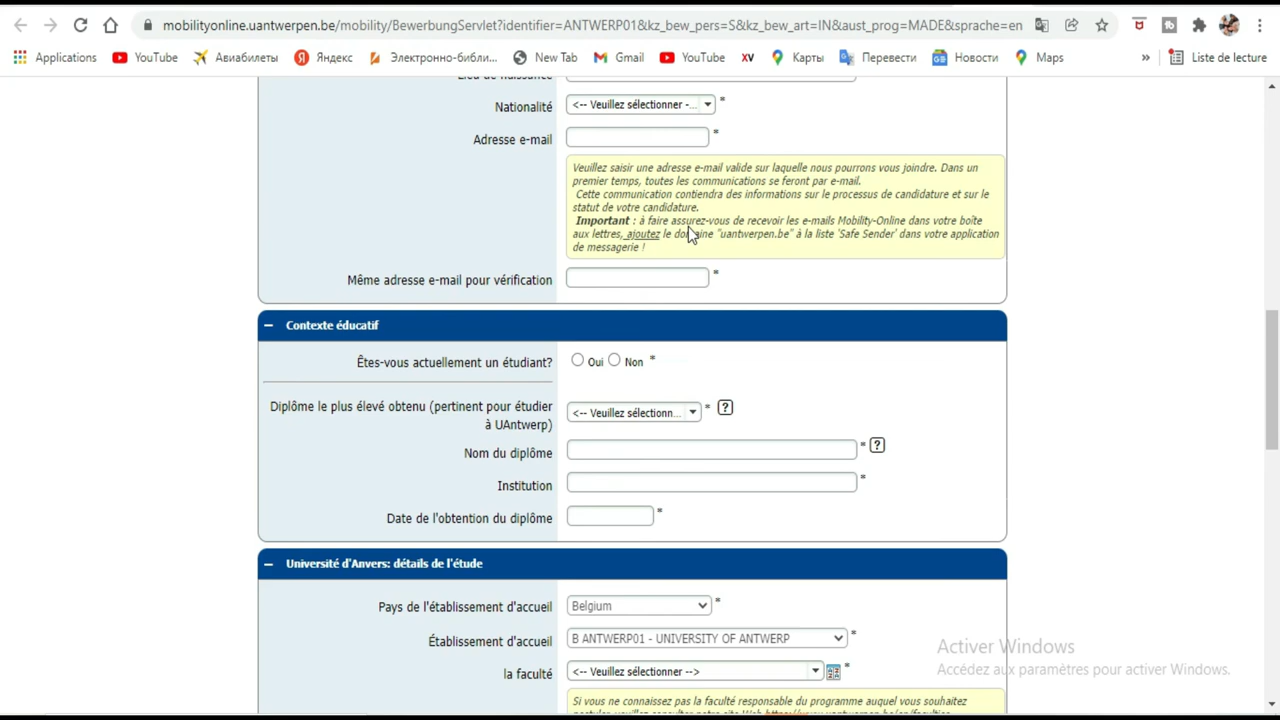 mobilityonline.uantwerpen.be/mobility/BewerbungServlet?identifier=ANTWERP01&kz_bew_pers=S&kz_bew_art=IN&aust_prog=MADE&sprache=en
Applications YouTube Авиабилеты Яндекс Электронно-библи... New Tab Gmail YouTube XV Карты Перевести Новости Maps » Liste de lecture
Lieu de naissance
Nationalité <-- Veuillez sélectionner -... *
Adresse e-mail *
Veuillez saisir une adresse e-mail valide sur laquelle nous pourrons vous joindre. Dans un
premier temps, toutes les communications se feront par e-mail.
Cette communication contiendra des informations sur le processus de candidature et sur le
statut de votre candidature.
Important : à faire assurez-vous de recevoir les e-mails Mobility-Online dans votre boîte
aux lettres, ajoutez le domaine "uantwerpen.be" à la liste 'Safe Sender' dans votre application
de messagerie !
Même adresse e-mail pour vérification *
− Contexte éducatif
Êtes-vous actuellement un étudiant? Oui Non *
Diplôme le plus élevé obtenu (pertinent pour étudier
à UAntwerp) <-- Veuillez sélectionn... * ?
Nom du diplôme * ?
Institution *
Date de l'obtention du diplôme *
− Université d'Anvers: détails de l'étude
Pays de l'établissement d'accueil Belgium *
Établissement d'accueil B ANTWERP01 - UNIVERSITY OF ANTWERP *
la faculté <-- Veuillez sélectionner --> *
Si vous ne connaissez pas la faculté responsable du programme auquel vous souhaitez
Activer Windows
Accédez aux paramètres pour activer Windows.